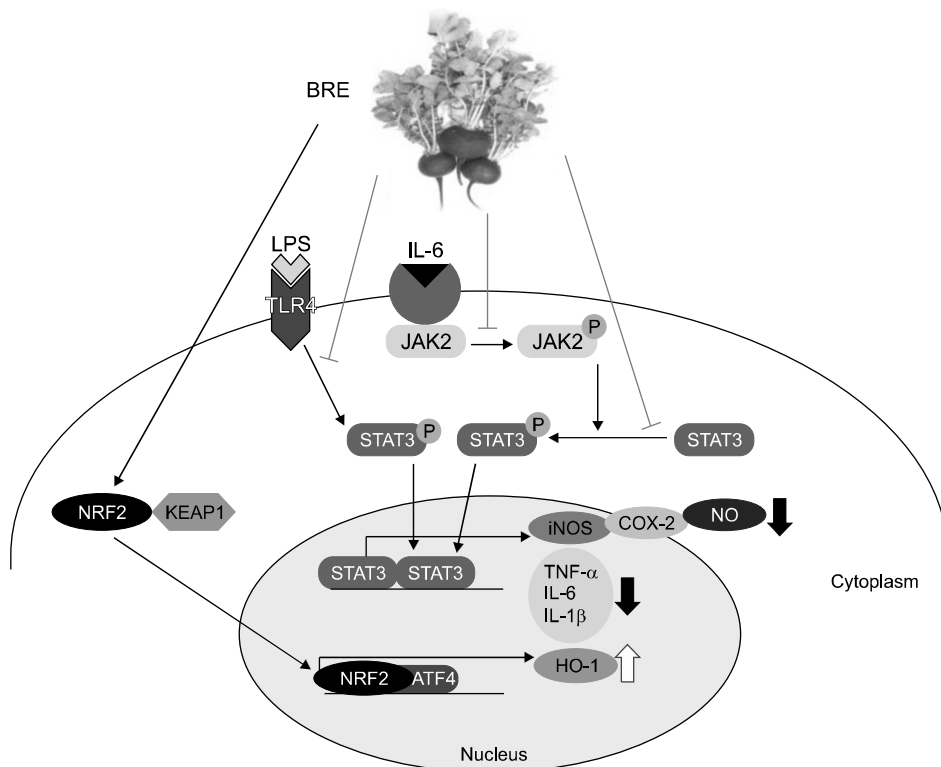 BRE
LPS
TLR4
IL-6
JAK2
JAK2
P
STAT3
P
STAT3
P
STAT3
NRF2
KEAP1
iNOS
COX-2
NO
STAT3
STAT3
TNF-α
IL-6
IL-1β
Cytoplasm
NRF2
ATF4
HO-1
Nucleus